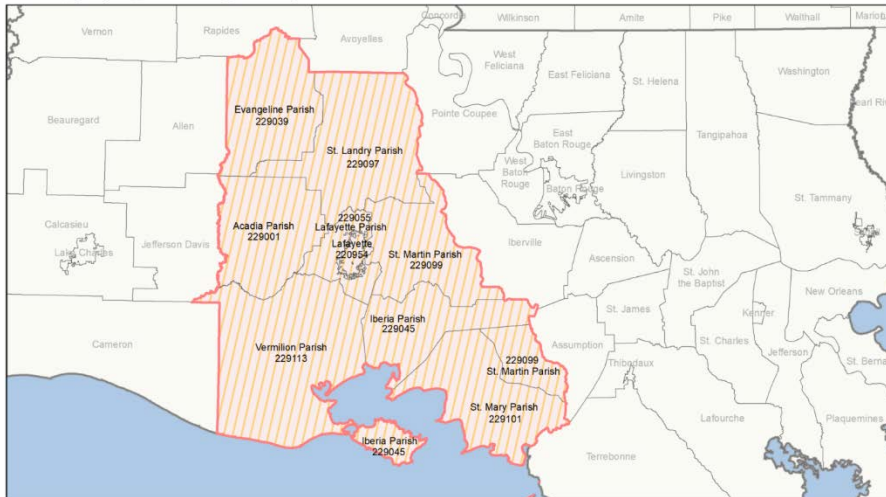 Concordia
Wilkinson
Amite
Pike
Walthall
Vernon
Rapides
Avoyelles
West
Feliciana
East Feliciana
St. Helena
Washington
Evangeline Parish
229039
Beauregard
Allen
Pointe Coupee
East
Baton Rouge
Tangipahoa
St. Landry Parish
229097
West
Baton
Rouge
Baton Rouge
Livingston
St. Tammany
Acadia Parish
229001
229055
Lafayette Parish
Lafayette
220954
Calcasieu
Lake Charles
Jefferson Davis
St. Martin Parish
229099
Iberville
Ascension
St. John
the Baptist
New Orleans
St. James
Kenner
Iberia Parish
229045
Cameron
Vermilion Parish
229113
Assumption
St. Charles
Jefferson
St. Berna
229099
St. Martin Parish
Thibodaux
St. Mary Parish
229101
Lafourche
Plaquemines
Iberia Parish
229045
Terrebonne